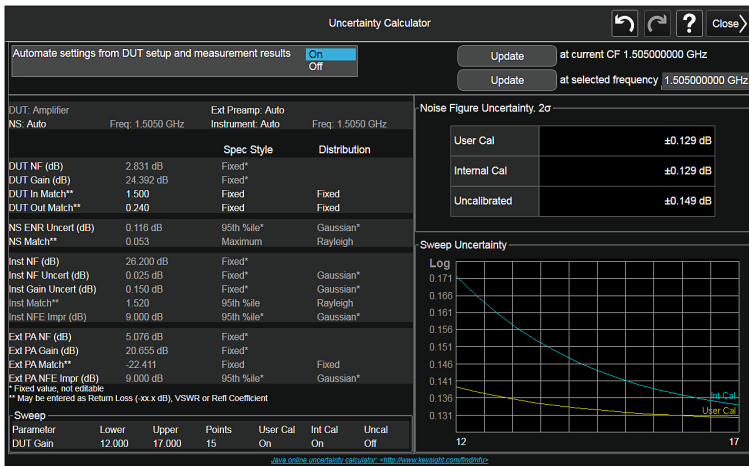 Uncertainty Calculator
?
Close
Automate settings from DUT setup and measurement results
On
Off
Update
at current CF 1.505000000 GHz
Update
at selected frequency 1.505000000 GHz
DUT: Amplifier Ext Preamp: Auto
NS: Auto Freq: 1.5050 GHz Instrument: Auto Freq: 1.5050 GHz
Spec Style Distribution
DUT NF (dB) 2.831 dB Fixed*
DUT Gain (dB) 24.392 dB Fixed*
DUT In Match** 1.500 Fixed Fixed
DUT Out Match** 0.240 Fixed Fixed
NS ENR Uncert (dB) 0.116 dB 95th %ile* Gaussian*
NS Match** 0.053 Maximum Rayleigh
Inst NF (dB) 26.200 dB Fixed*
Inst NF Uncert (dB) 0.025 dB Fixed* Gaussian*
Inst Gain Uncert (dB) 0.150 dB Fixed* Gaussian*
Inst Match** 1.520 95th %ile Rayleigh
Inst NFE Impr (dB) 9.000 dB 95th %ile* Gaussian*
Ext PA NF (dB) 5.076 dB Fixed*
Ext PA Gain (dB) 20.655 dB Fixed*
Ext PA Match** -22.411 Fixed Fixed
Ext PA NFE Impr (dB) 9.000 dB 95th %ile* Gaussian*
* Fixed value, not editable
** May be entered as Return Loss (-xx.x dB), VSWR or Refl Coefficient
Sweep
Parameter Lower Upper Points User Cal Int Cal Uncal
DUT Gain 12.000 17.000 15 On On Off
Noise Figure Uncertainty. 2σ
User Cal ±0.129 dB
Internal Cal ±0.129 dB
Uncalibrated ±0.149 dB
Sweep Uncertainty
Log
0.171
0.166
0.161
0.156
0.151
0.146
0.141
0.136
0.131
Int Cal
User Cal
12 17
Java online uncertainty calculator: <http://www.keysight.com/find/nfu>